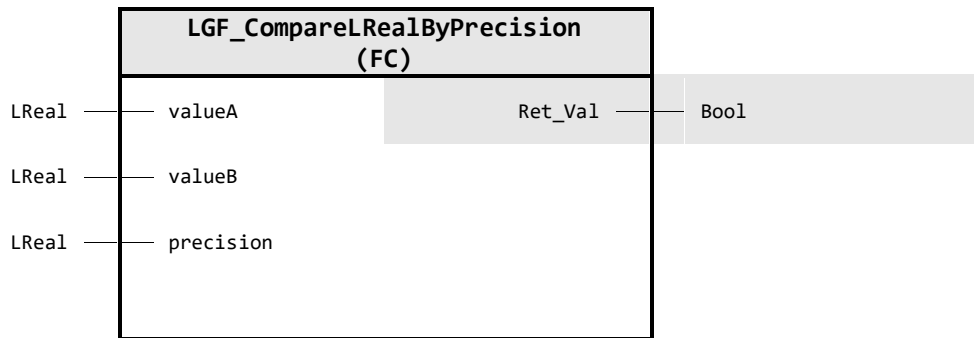 LGF_CompareLRealByPrecision
(FC)
LReal valueA Ret_Val Bool
LReal valueB
LReal precision